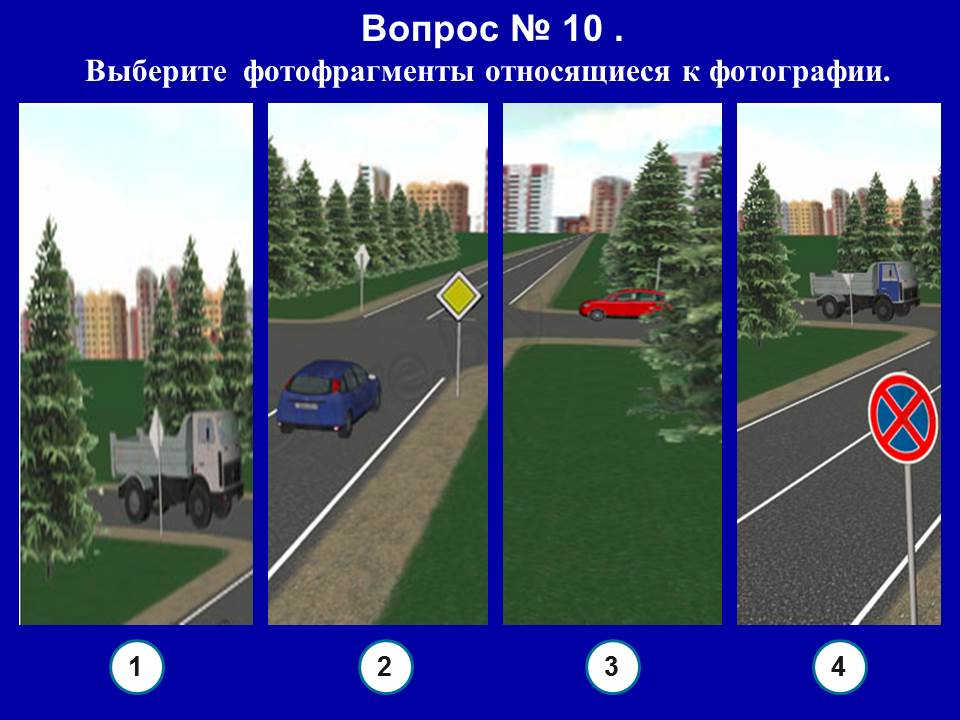 Вопрос № 10 .
Выберите фотофрагменты относящиеся к фотографии.
1 2 3 4